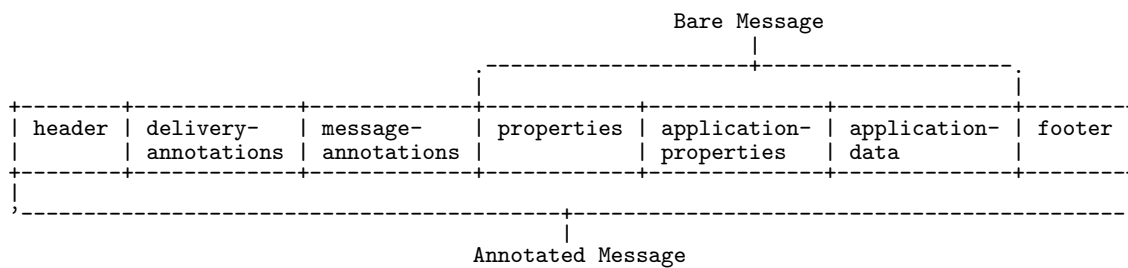 Bare Message
header | delivery- | message- | properties | application- | application- | footer
annotations | annotations | properties | data
Annotated Message